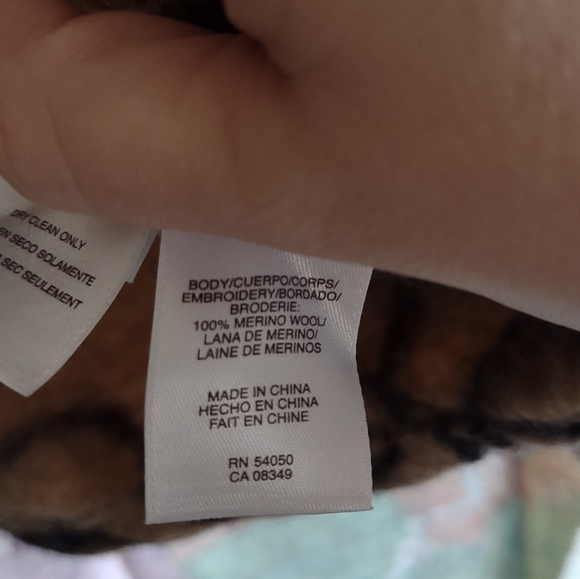 DRY CLEAN ONLY
EN SECO SOLAMENTE
SEC SEULEMENT
BODY/CUERPO/CORPS/
EMBROIDERY/BORDADO/
BRODERIE:
100% MERINO WOOL/
LANA DE MERINO/
LAINE DE MERINOS
MADE IN CHINA
HECHO EN CHINA
FAIT EN CHINE
RN 54050
CA 08349